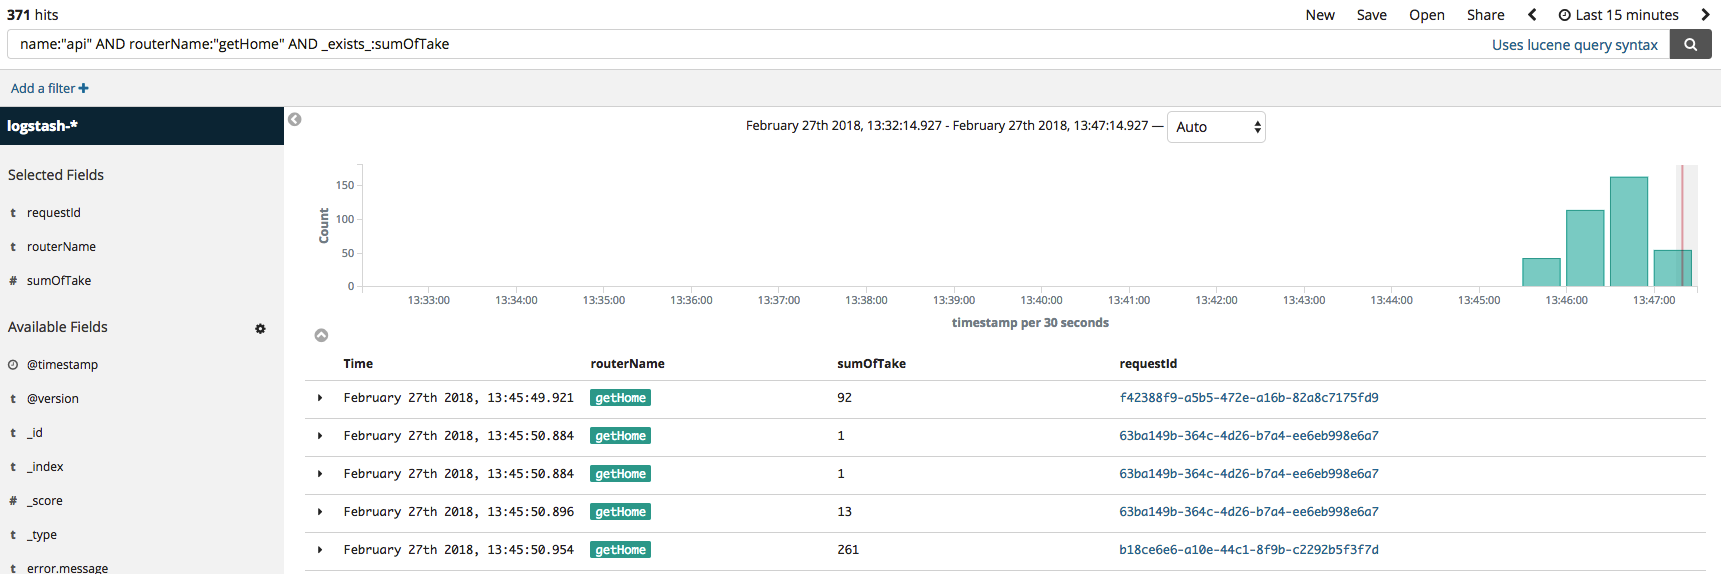 371 hits
New Save Open Share Last 15 minutes
name:"api" AND routerName:"getHome" AND _exists_:sumOfTake
Uses lucene query syntax
Add a filter
logstash-*
Selected Fields
t requestId
t routerName
# sumOfTake
Available Fields
@timestamp
t @version
t _id
t _index
# _score
t _type
t error.message
February 27th 2018, 13:32:14.927 - February 27th 2018, 13:47:14.927 — Auto
Count
150
100
50
0
13:33:00 13:34:00 13:35:00 13:36:00 13:37:00 13:38:00 13:39:00 13:40:00 13:41:00 13:42:00 13:43:00 13:44:00 13:45:00 13:46:00 13:47:00
timestamp per 30 seconds
Time routerName sumOfTake requestId
February 27th 2018, 13:45:49.921 getHome 92 f42388f9-a5b5-472e-a16b-82a8c7175fd9
February 27th 2018, 13:45:50.884 getHome 1 63ba149b-364c-4d26-b7a4-ee6eb998e6a7
February 27th 2018, 13:45:50.884 getHome 1 63ba149b-364c-4d26-b7a4-ee6eb998e6a7
February 27th 2018, 13:45:50.896 getHome 13 63ba149b-364c-4d26-b7a4-ee6eb998e6a7
February 27th 2018, 13:45:50.954 getHome 261 b18ce6e6-a10e-44c1-8f9b-c2292b5f3f7d